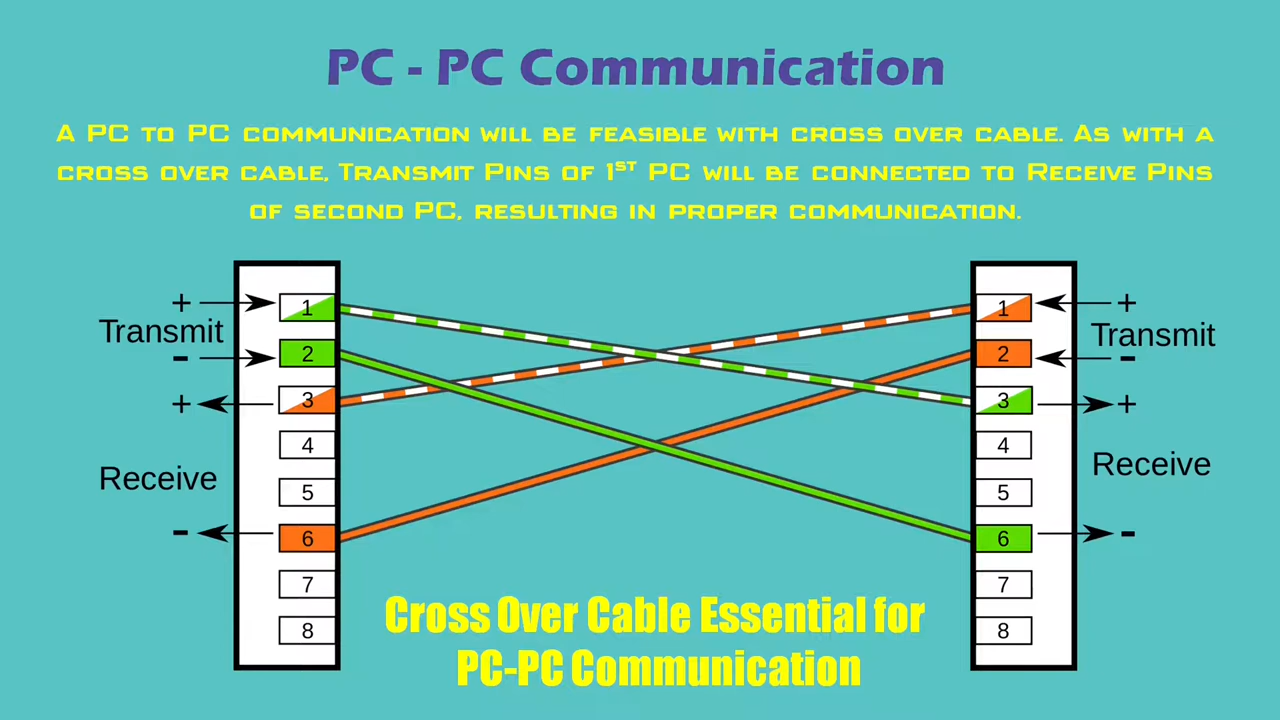 PC - PC Communication
A PC to PC communication will be feasible with cross over cable. As with a
cross over cable, Transmit Pins of 1st PC will be connected to Receive Pins
of second PC, resulting in proper communication.
+ 1 1 +
Transmit Transmit
- 2 2 -
+ 3 3 +
4 4
Receive Receive
5 5
- 6 6 -
7 7
8 8
Cross Over Cable Essential for
PC-PC Communication